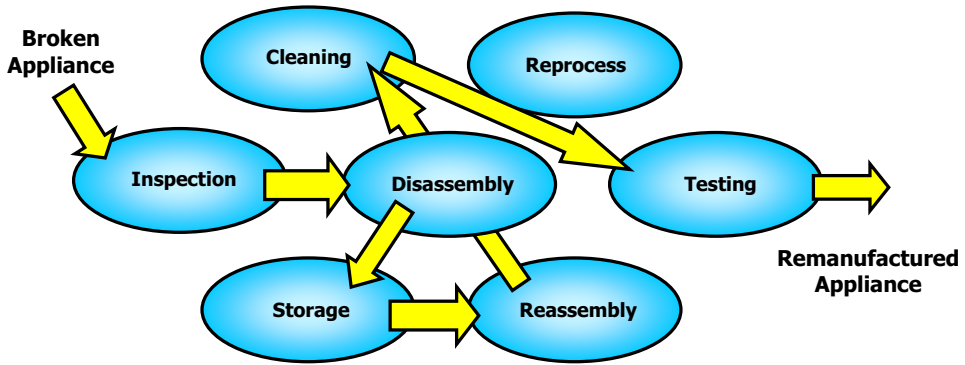 Broken
Appliance
Cleaning
Reprocess
Inspection
Disassembly
Testing
Storage
Reassembly
Remanufactured
Appliance